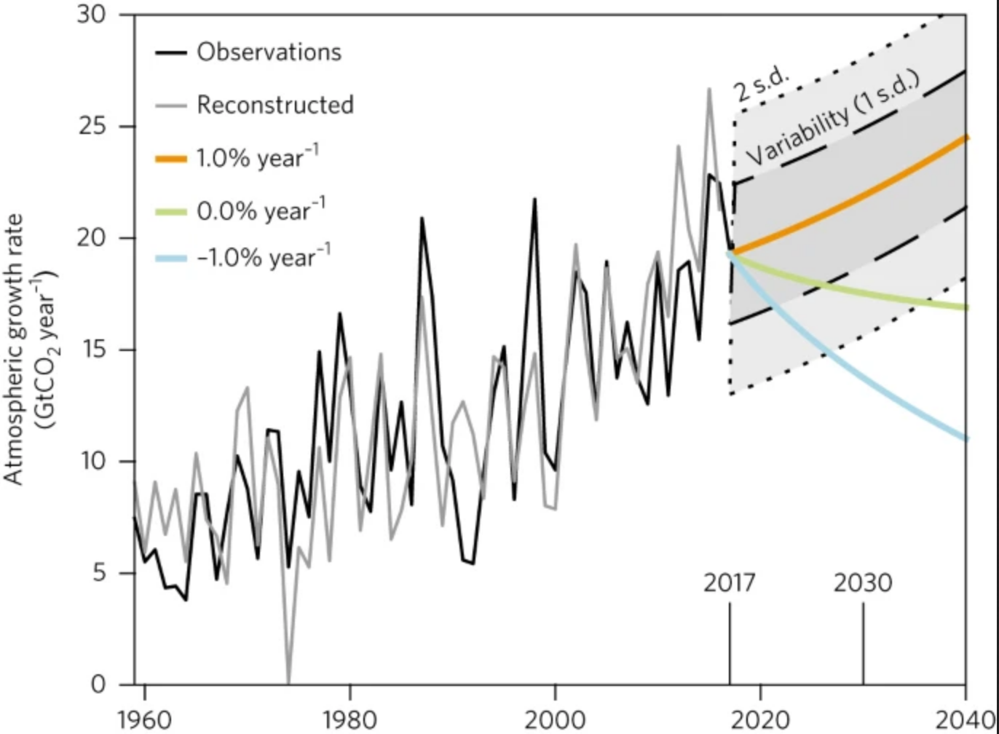 30
25
20
15
10
5
0
Atmospheric growth rate
(GtCO₂ year⁻¹)
Observations
Reconstructed
1.0% year⁻¹
0.0% year⁻¹
–1.0% year⁻¹
2 s.d.
Variability (1 s.d.)
2017
2030
1960
1980
2000
2020
2040